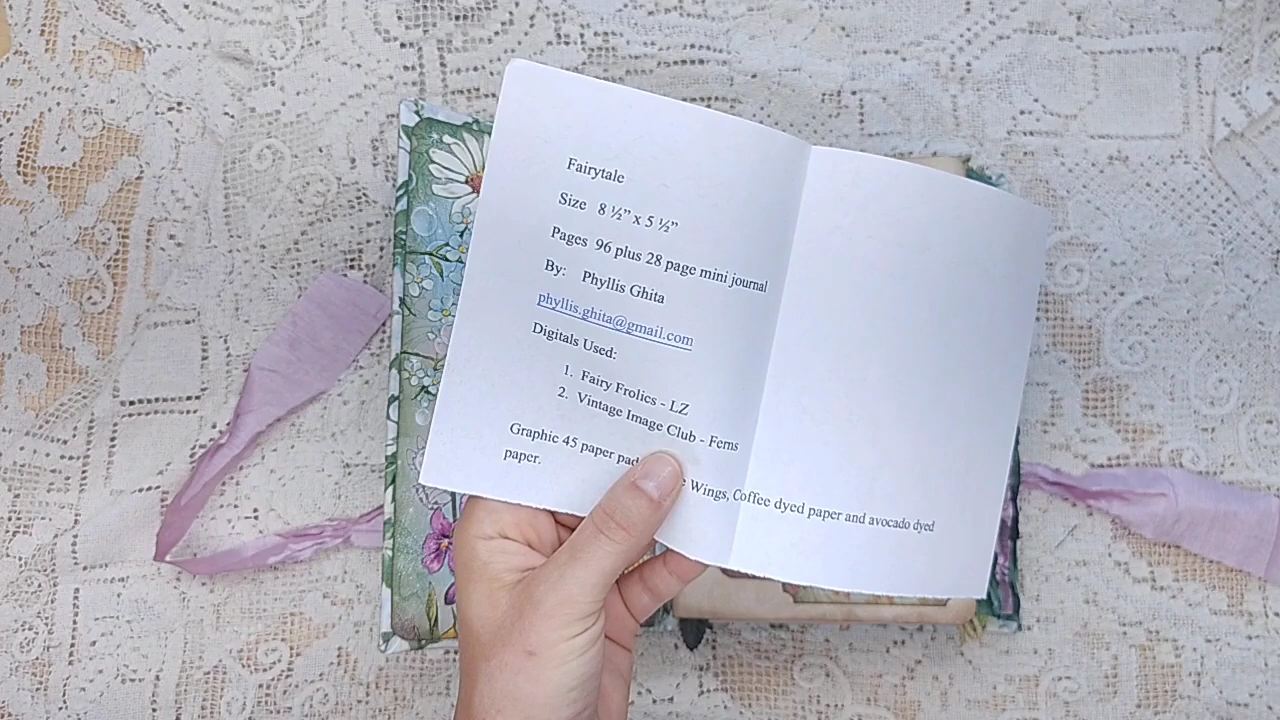 Fairytale
Size 8 ½” x 5 ½”
Pages 96 plus 28 page mini journal
By: Phyllis Ghita
phyllis.ghita@gmail.com
Digitals Used:
1. Fairy Frolics - LZ
2. Vintage Image Club - Ferns
Graphic 45 paper pad Wings, Coffee dyed paper and avocado dyed
paper.